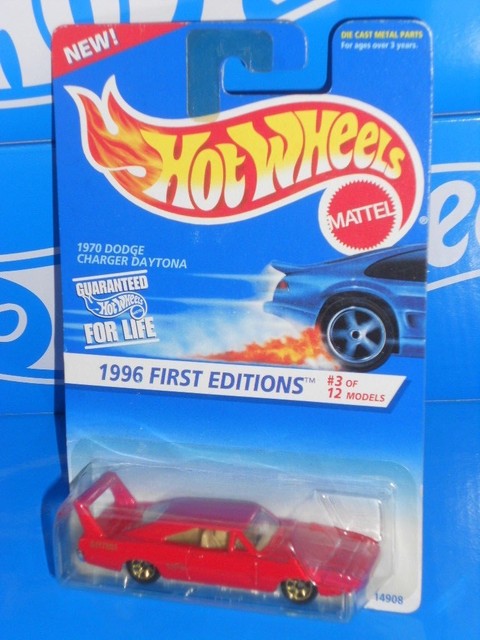 NEW!
DIE CAST METAL PARTS
For ages over 3 years.
HOT WHEELS
®
MATTEL
1970 DODGE
CHARGER DAYTONA
GUARANTEED
Hot Wheels
FOR LIFE
1996 FIRST EDITIONS™
#3 OF
12 MODELS
14908